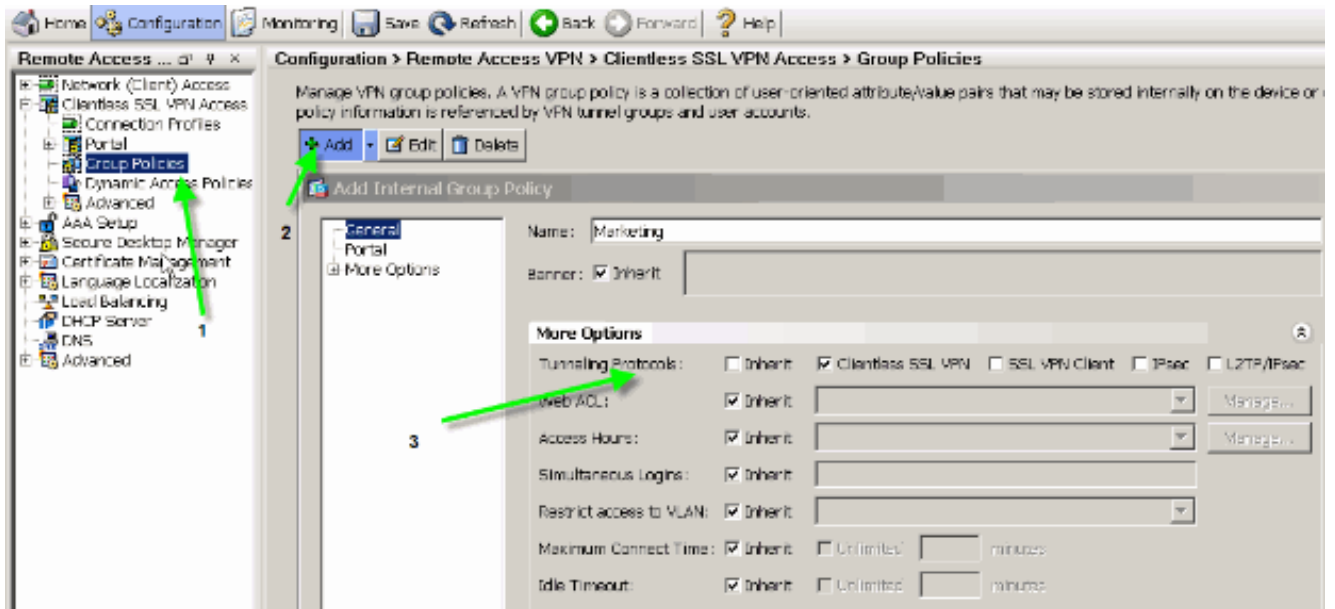 Home Configuration Monitoring Save Refresh Back Forward Help
Remote Access ...
Configuration > Remote Access VPN > Clientless SSL VPN Access > Group Policies
Network (Client) Access
Clientless SSL VPN Access
Connection Profiles
Portal
Group Policies
Dynamic Access Policies
Advanced
AAA Setup
Secure Desktop Manager
Certificate Management
Language Localization
Load Balancing
DHCP Server
DNS
Advanced
1
Manage VPN group policies. A VPN group policy is a collection of user-oriented attribute/value pairs that may be stored internally on the device or
policy information is referenced by VPN tunnel groups and user accounts.
Add Edit Delete
2
Add Internal Group Policy
General
Portal
More Options
3
Name: Marketing
Banner: Inherit
More Options
Tunneling Protocols: Inherit Clientless SSL VPN SSL VPN Client IPsec L2TP/IPsec
Web ACL: Inherit Manage...
Access Hours: Inherit Manage...
Simultaneous Logins: Inherit
Restrict access to VLAN: Inherit
Maximum Connect Time: Inherit Unlimited minutes
Idle Timeout: Inherit Unlimited minutes